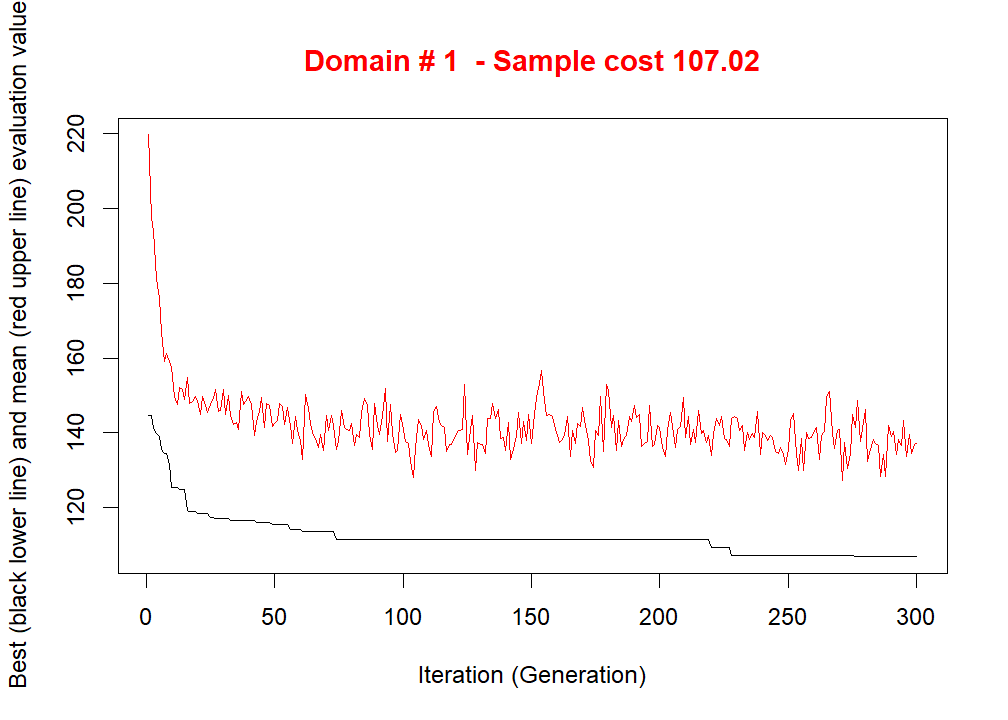 Domain # 1 - Sample cost 107.02
Best (black lower line) and mean (red upper line) evaluation value
220
200
180
160
140
120
0 50 100 150 200 250 300
Iteration (Generation)